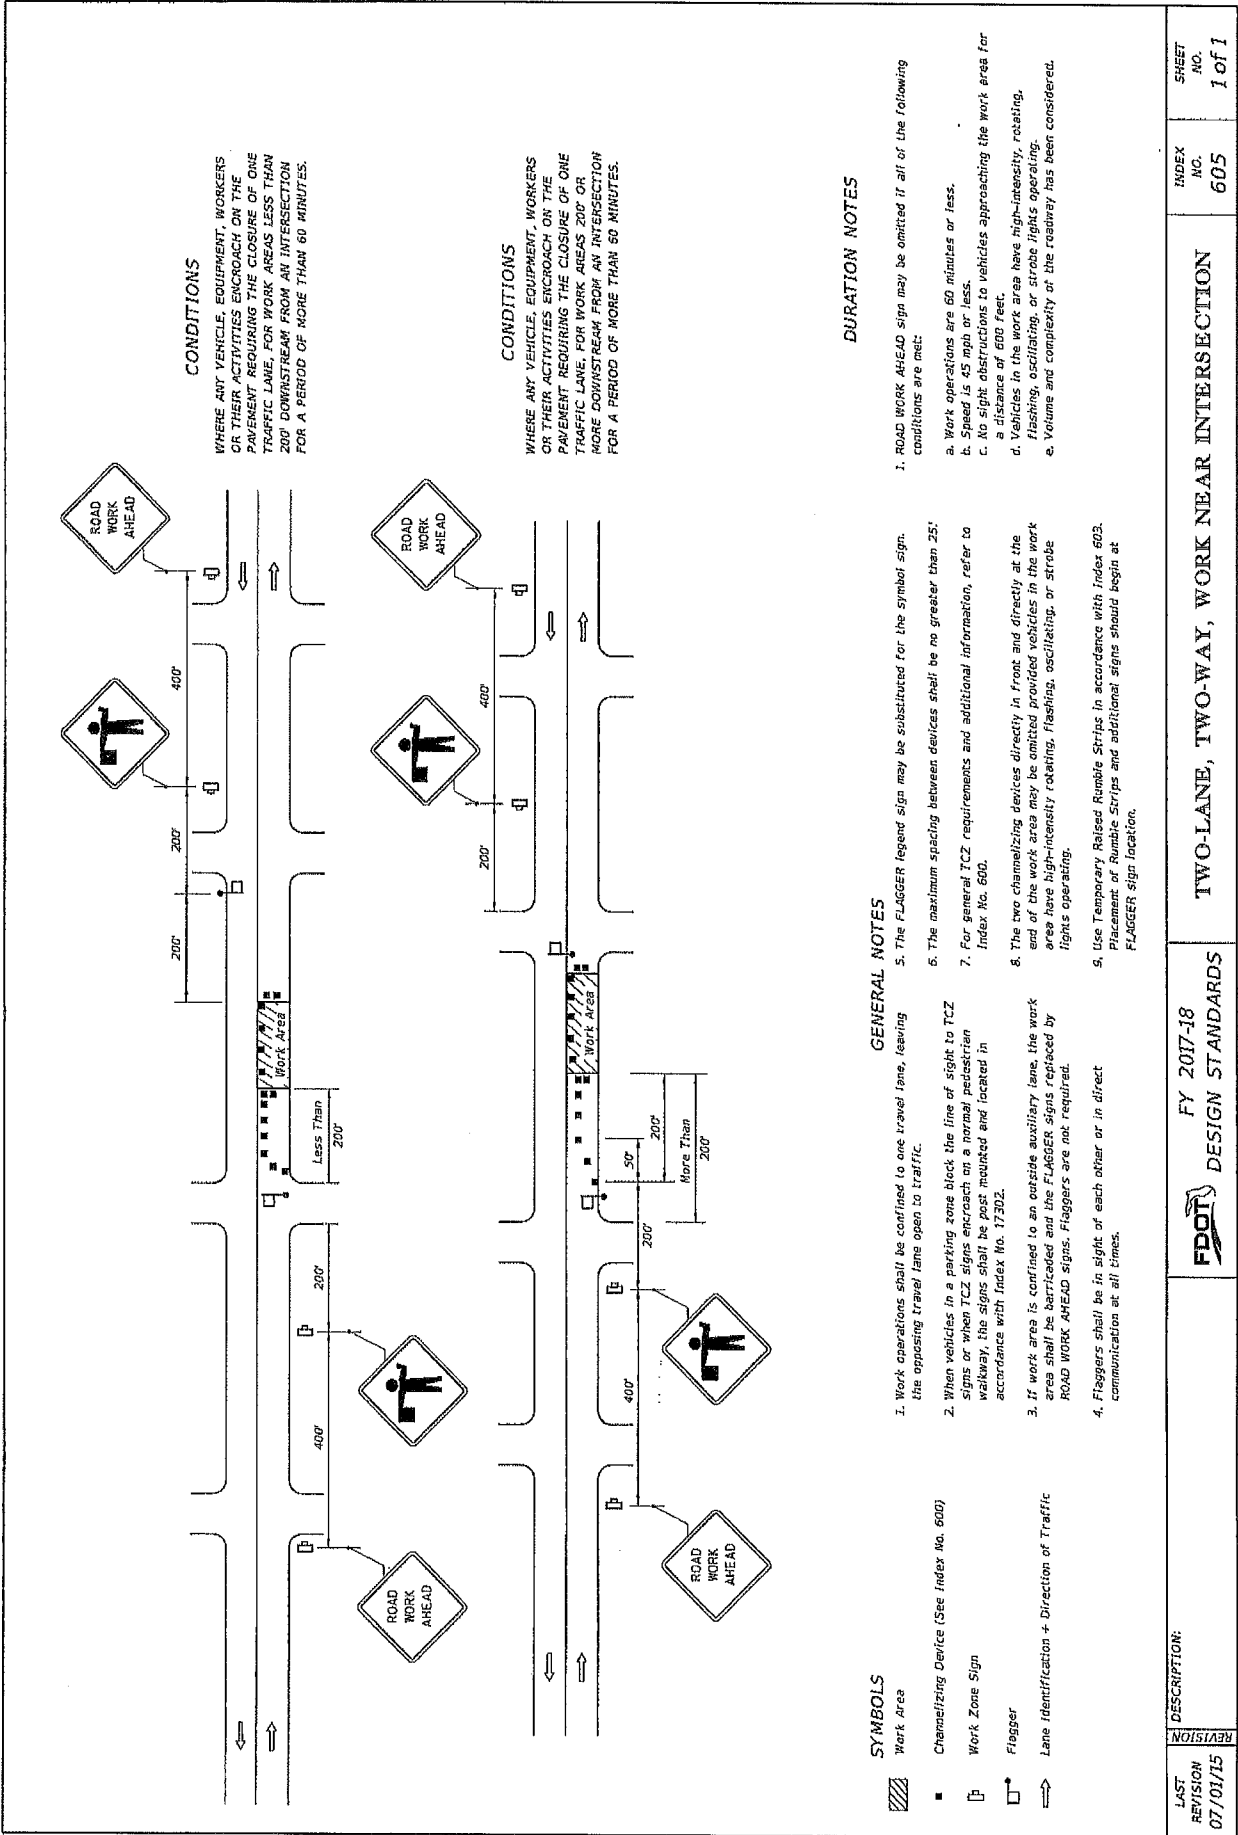 ROAD
WORK
AHEAD
ROAD
WORK
AHEAD
400'
200'
Less Than
200'
Work Area
200'
200'
400'
CONDITIONS
WHERE ANY VEHICLE, EQUIPMENT, WORKERS
OR THEIR ACTIVITIES ENCROACH ON THE
PAVEMENT REQUIRING THE CLOSURE OF ONE
TRAFFIC LANE, FOR WORK AREAS LESS THAN
200' DOWNSTREAM FROM AN INTERSECTION
FOR A PERIOD OF MORE THAN 60 MINUTES.
ROAD
WORK
AHEAD
ROAD
WORK
AHEAD
400'
200'
50'
200'
More Than
200'
Work Area
200'
400'
CONDITIONS
WHERE ANY VEHICLE, EQUIPMENT, WORKERS
OR THEIR ACTIVITIES ENCROACH ON THE
PAVEMENT REQUIRING THE CLOSURE OF ONE
TRAFFIC LANE, FOR WORK AREAS 200' OR
MORE DOWNSTREAM FROM AN INTERSECTION
FOR A PERIOD OF MORE THAN 60 MINUTES.
SYMBOLS
Work Area
Channelizing Device (See Index No. 600)
Work Zone Sign
Flagger
Lane Identification + Direction of Traffic
GENERAL NOTES
1. Work operations shall be confined to one travel lane, leaving
the opposing travel lane open to traffic.
2. When vehicles in a parking zone block the line of sight to TCZ
signs or when TCZ signs encroach on a normal pedestrian
walkway, the signs shall be post mounted and located in
accordance with Index No. 17302.
3. If work area is confined to an outside auxiliary lane, the work
area shall be barricaded and the FLAGGER signs replaced by
ROAD WORK AHEAD signs. Flaggers are not required.
4. Flaggers shall be in sight of each other or in direct
communication at all times.
5. The FLAGGER legend sign may be substituted for the symbol sign.
6. The maximum spacing between devices shall be no greater than 25'.
7. For general TCZ requirements and additional information, refer to
Index No. 600.
8. The two channelizing devices directly in front and directly at the
end of the work area may be omitted provided vehicles in the work
area have high-intensity rotating, flashing, oscillating, or strobe
lights operating.
9. Use Temporary Raised Rumble Strips in accordance with Index 603.
Placement of Rumble Strips and additional signs should begin at
FLAGGER sign location.
DURATION NOTES
1. ROAD WORK AHEAD sign may be omitted if all of the following
conditions are met:
a. Work operations are 60 minutes or less.
b. Speed is 45 mph or less.
c. No sight obstructions to vehicles approaching the work area for
a distance of 600 feet.
d. Vehicles in the work area have high-intensity, rotating,
flashing, oscillating, or strobe lights operating.
e. Volume and complexity of the roadway has been considered.
LAST
REVISION
07/01/15
REVISION
DESCRIPTION:
FDOT
FY 2017-18
DESIGN STANDARDS
TWO-LANE, TWO-WAY, WORK NEAR INTERSECTION
INDEX
NO.
605
SHEET
NO.
1 of 1